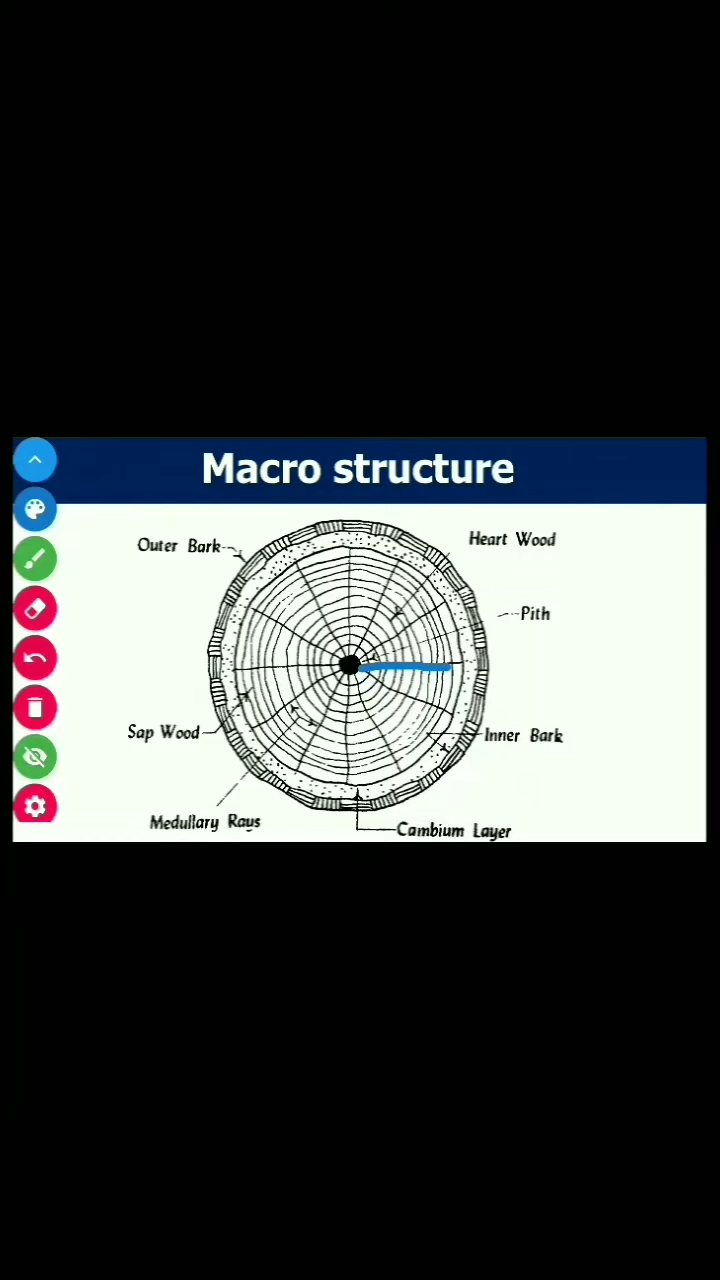 Macro structure
Outer Bark
Heart Wood
Pith
Sap Wood
Inner Bark
Medullary Rays
Cambium Layer